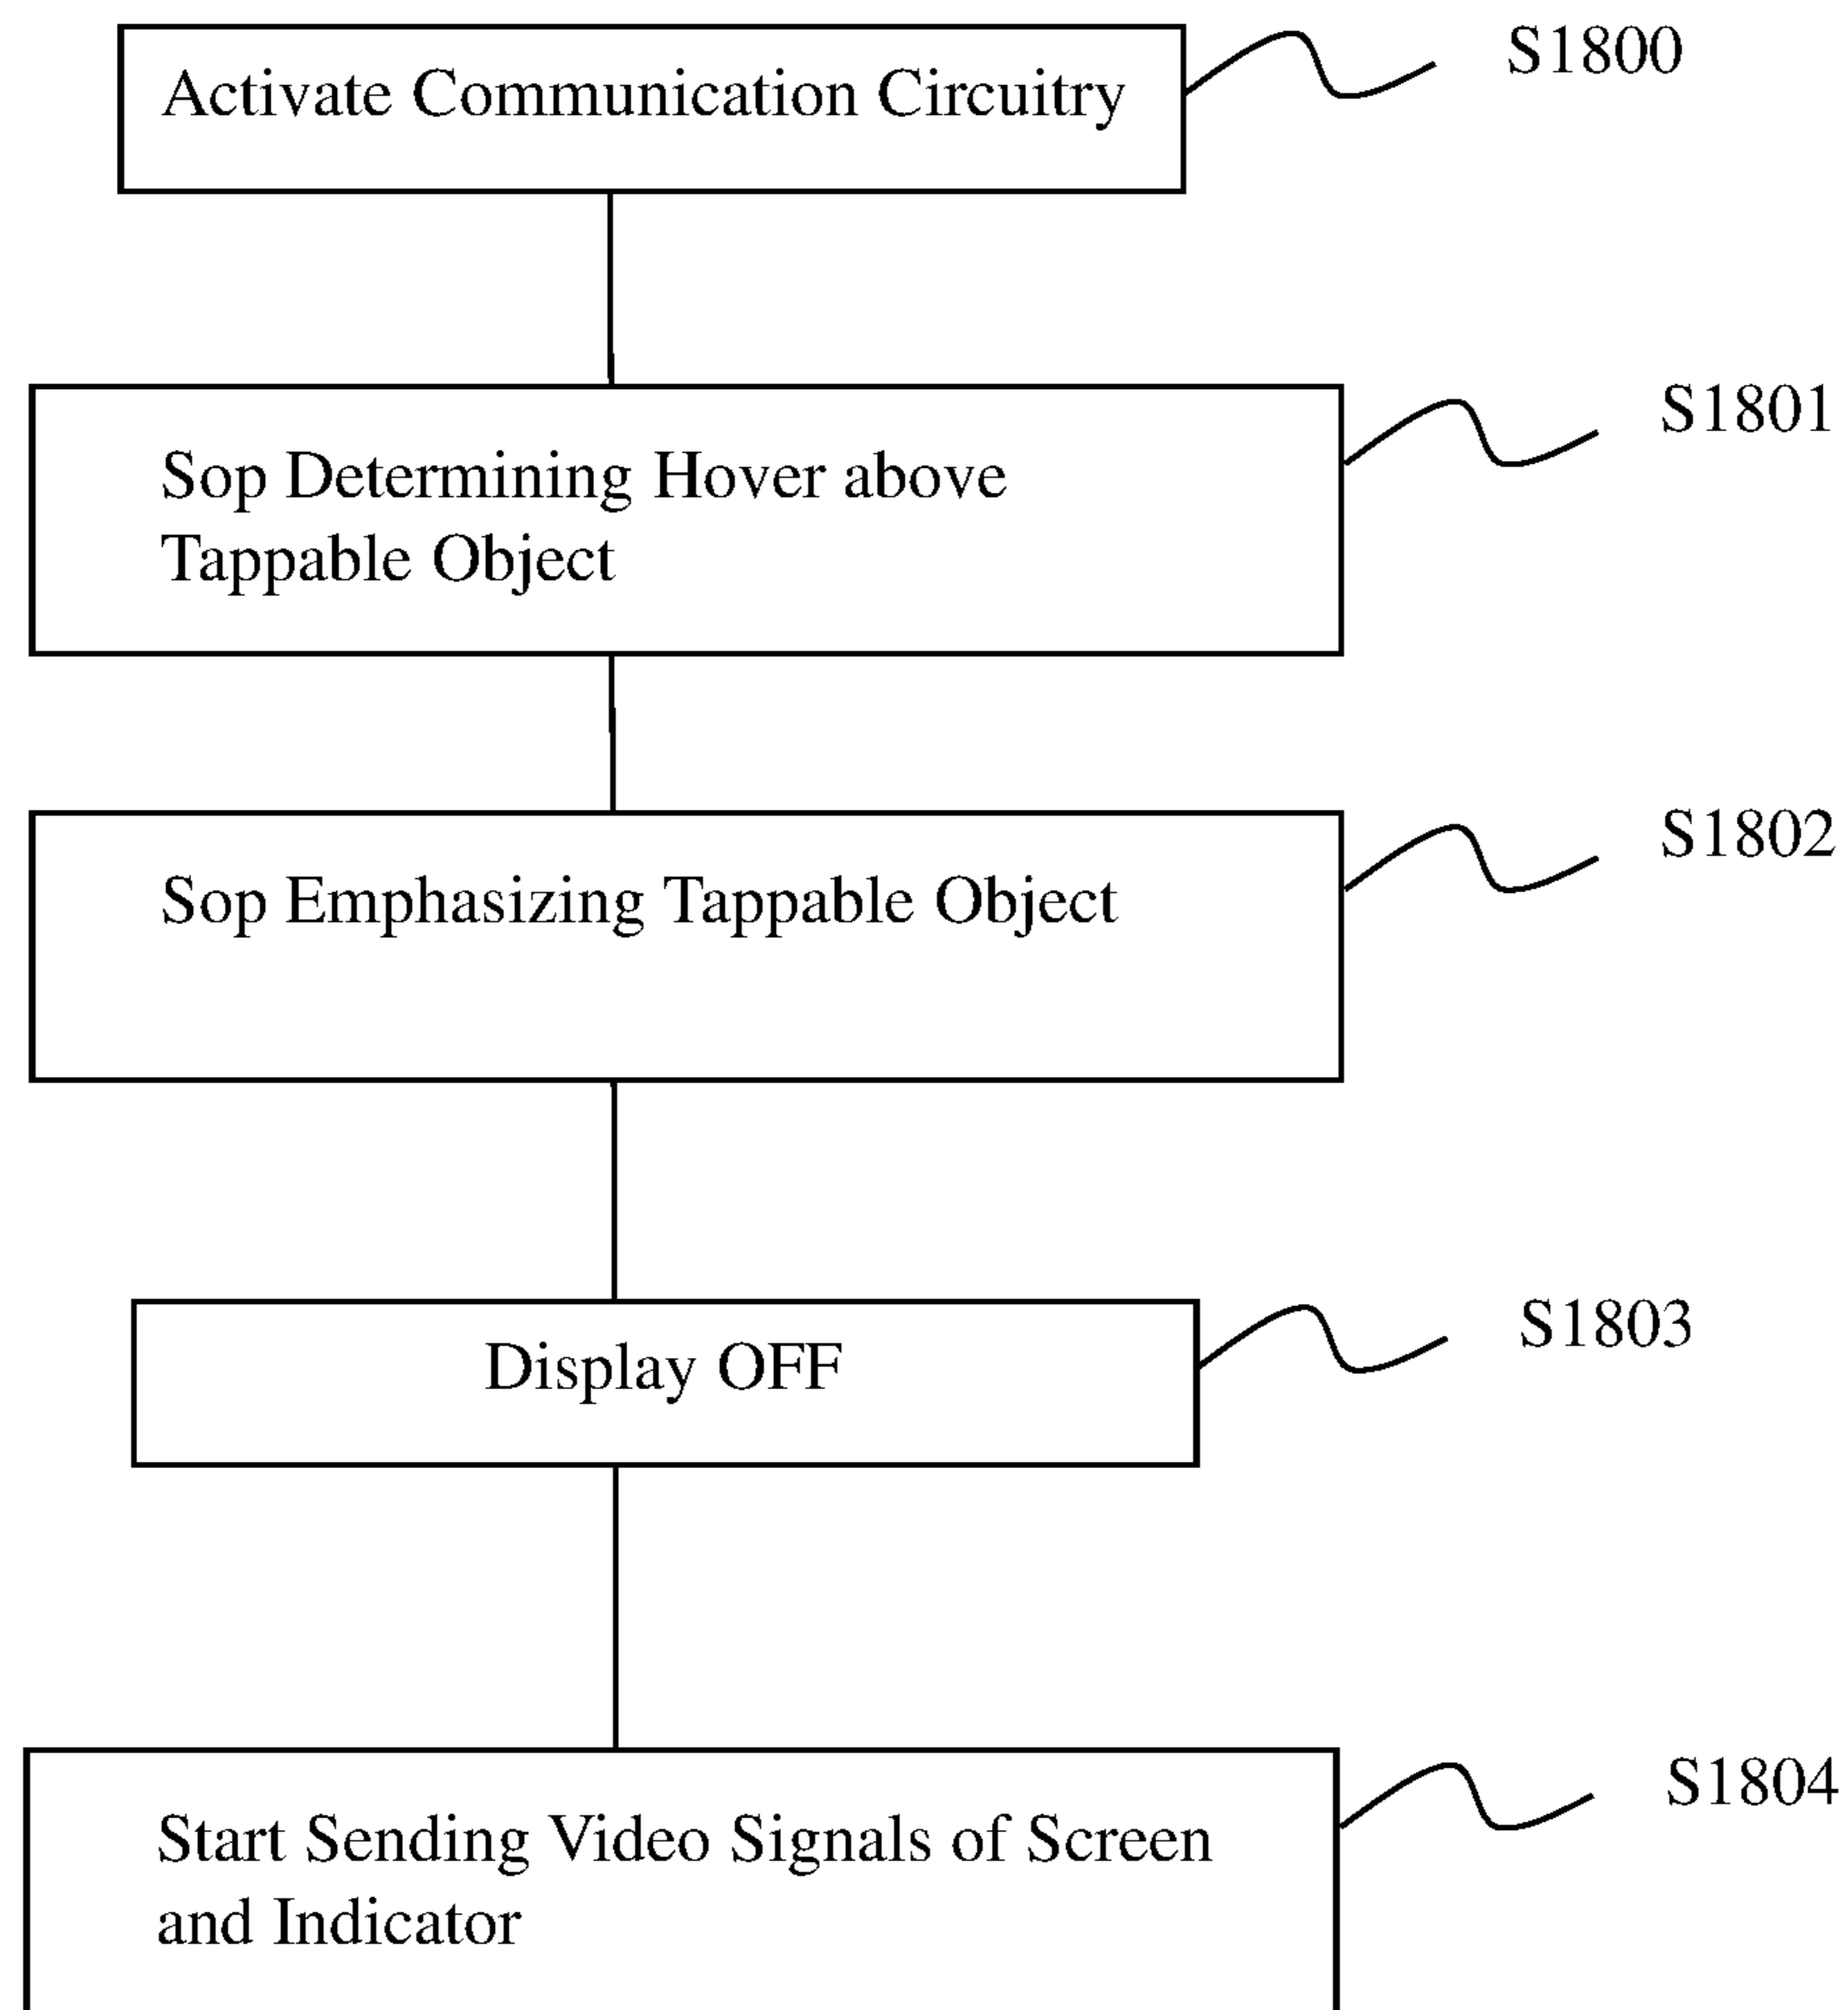 Activate Communication Circuitry
S1800
Sop Determining Hover above
Tappable Object
S1801
Sop Emphasizing Tappable Object
S1802
Display OFF
S1803
Start Sending Video Signals of Screen
and Indicator
S1804